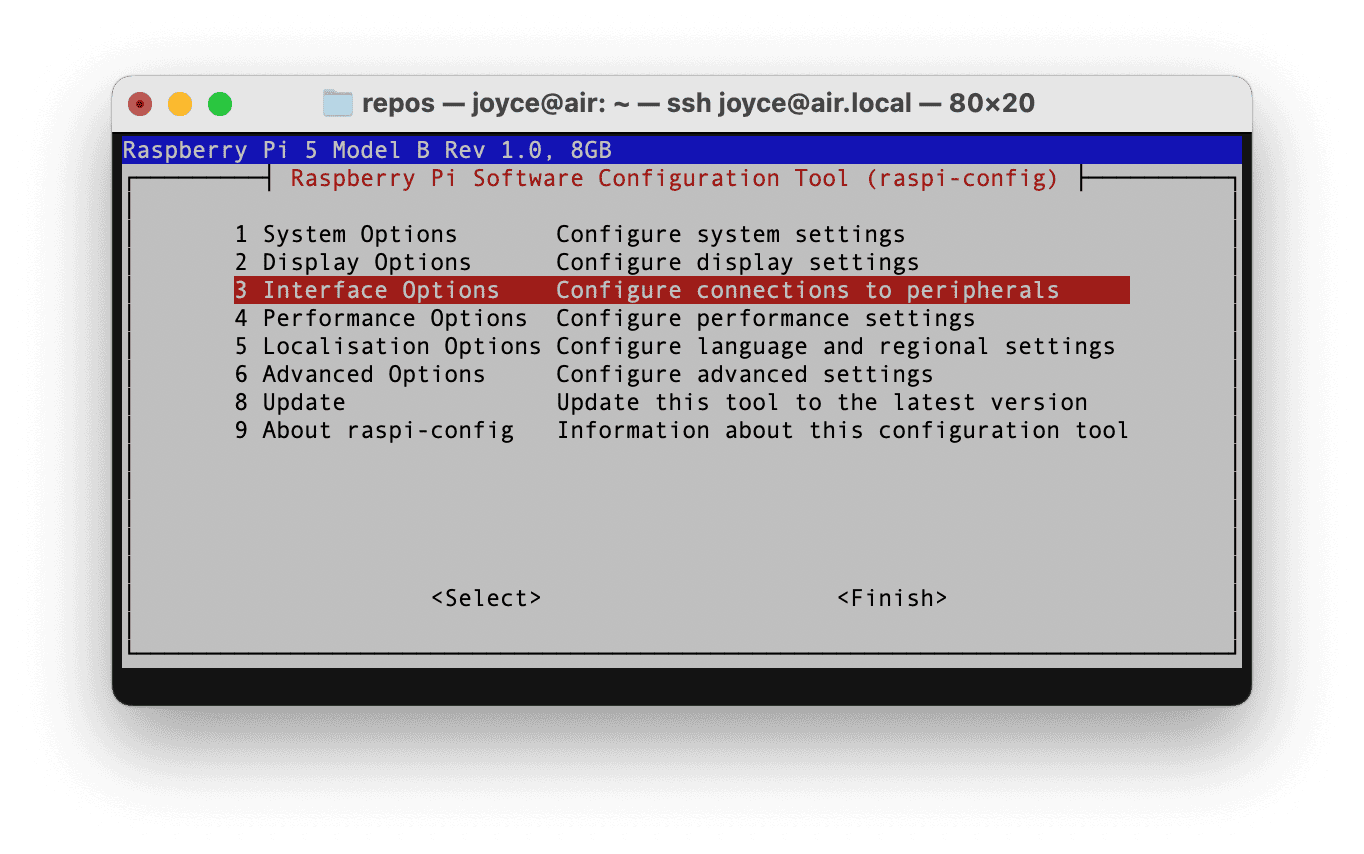 repos — joyce@air: ~ — ssh joyce@air.local — 80×20
Raspberry Pi 5 Model B Rev 1.0, 8GB
Raspberry Pi Software Configuration Tool (raspi-config)
1 System Options Configure system settings
2 Display Options Configure display settings
3 Interface Options Configure connections to peripherals
4 Performance Options Configure performance settings
5 Localisation Options Configure language and regional settings
6 Advanced Options Configure advanced settings
8 Update Update this tool to the latest version
9 About raspi-config Information about this configuration tool
<Select> <Finish>